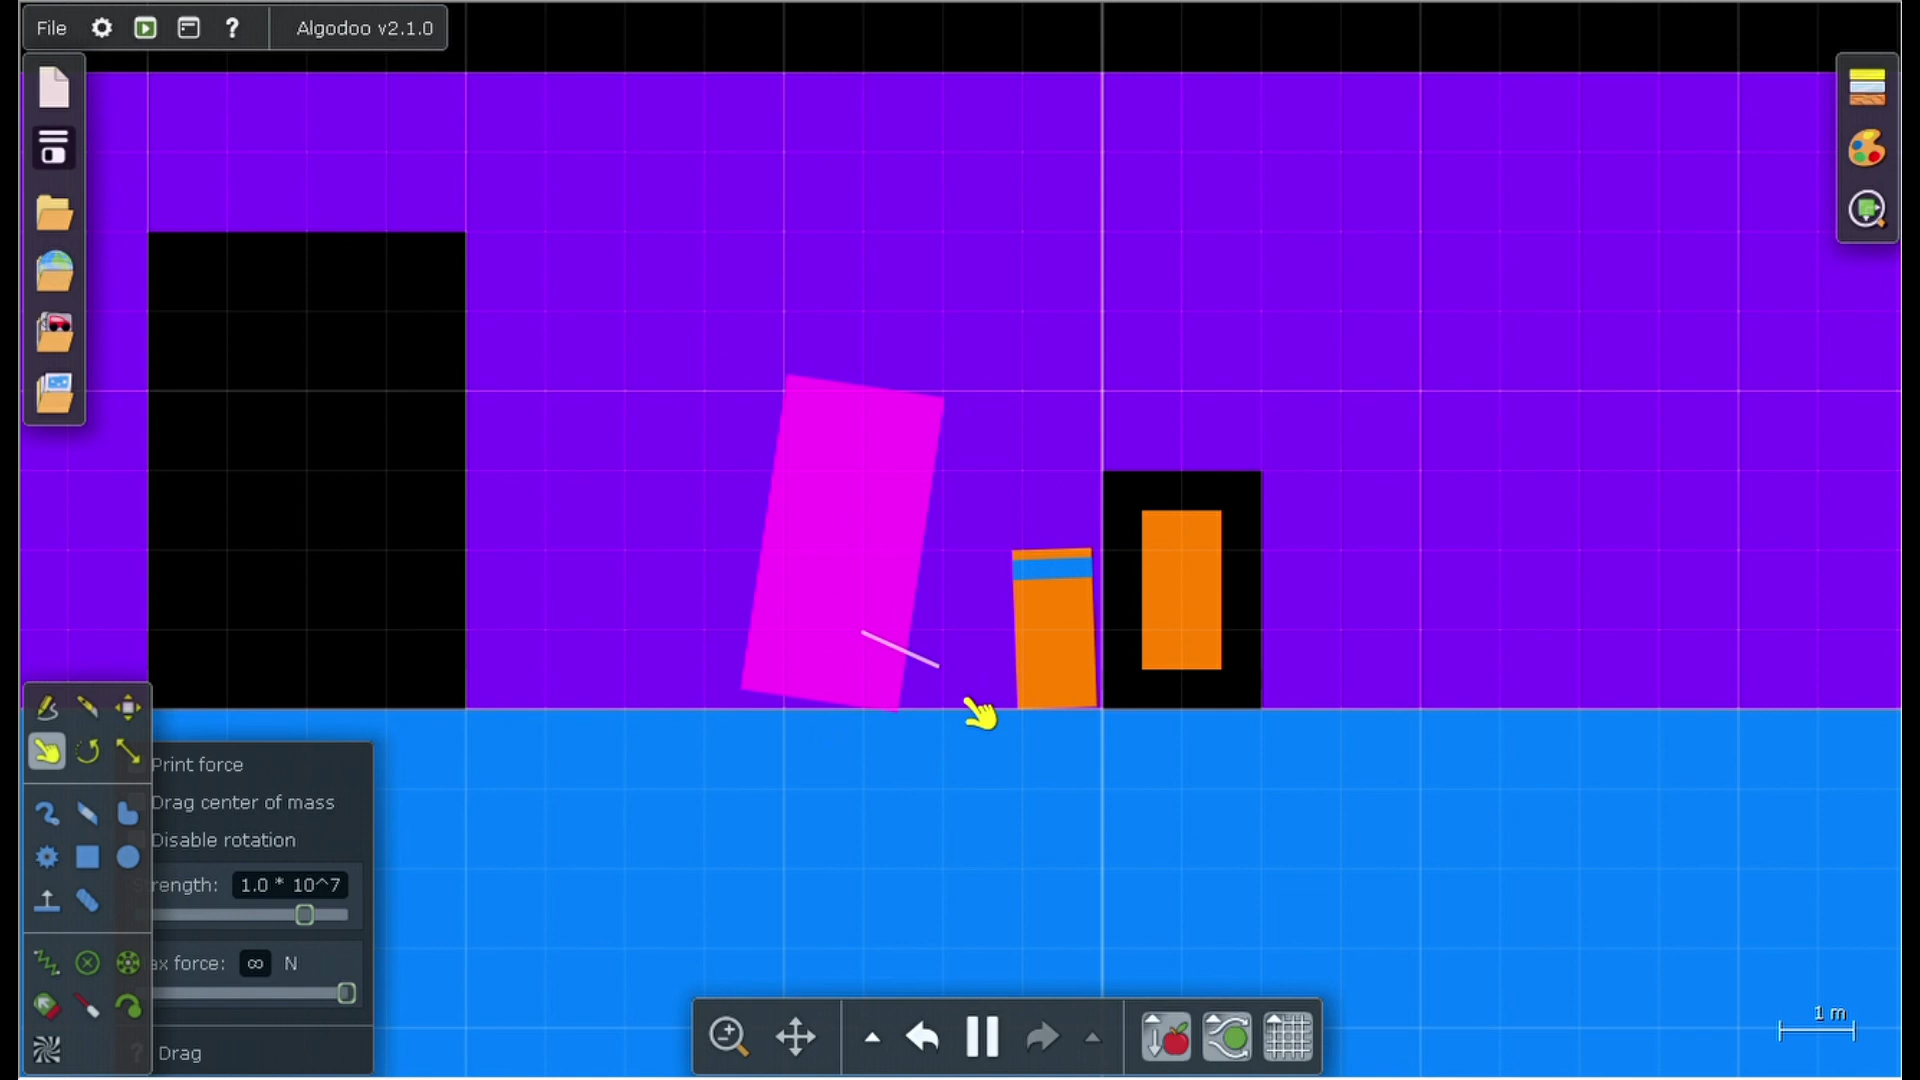 File ? Algodoo v2.1.0
Print force
Drag center of mass
Disable rotation
rength: 1.0 * 10^7
ax force: ∞ N
? Drag
1 m